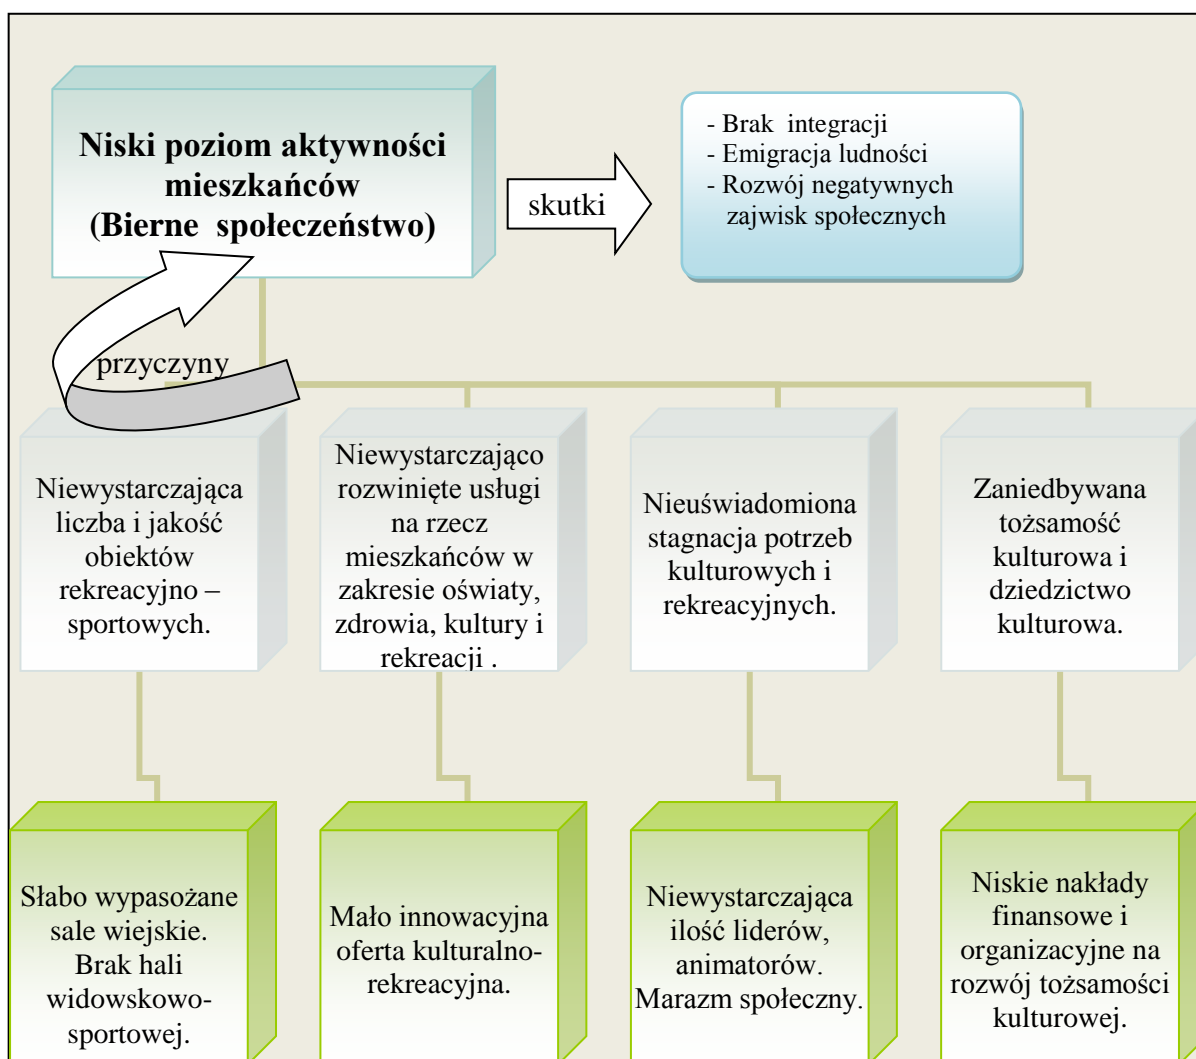 Niski poziom aktywności
mieszkańców
(Bierne społeczeństwo)
skutki
- Brak integracji
- Emigracja ludności
- Rozwój negatywnych
zajwisk społecznych
przyczyny
Niewystarczająca
liczba i jakość
obiektów
rekreacyjno –
sportowych.
Niewystarczająco
rozwinięte usługi
na rzecz
mieszkańców w
zakresie oświaty,
zdrowia, kultury i
rekreacji .
Nieuświadomiona
stagnacja potrzeb
kulturowych i
rekreacyjnych.
Zaniedbywana
tożsamość
kulturowa i
dziedzictwo
kulturowa.
Słabo wypasożane
sale wiejskie.
Brak hali
widowskowo-
sportowej.
Mało innowacyjna
oferta kulturalno-
rekreacyjna.
Niewystarczająca
ilość liderów,
animatorów.
Marazm społeczny.
Niskie nakłady
finansowe i
organizacyjne na
rozwój tożsamości
kulturowej.